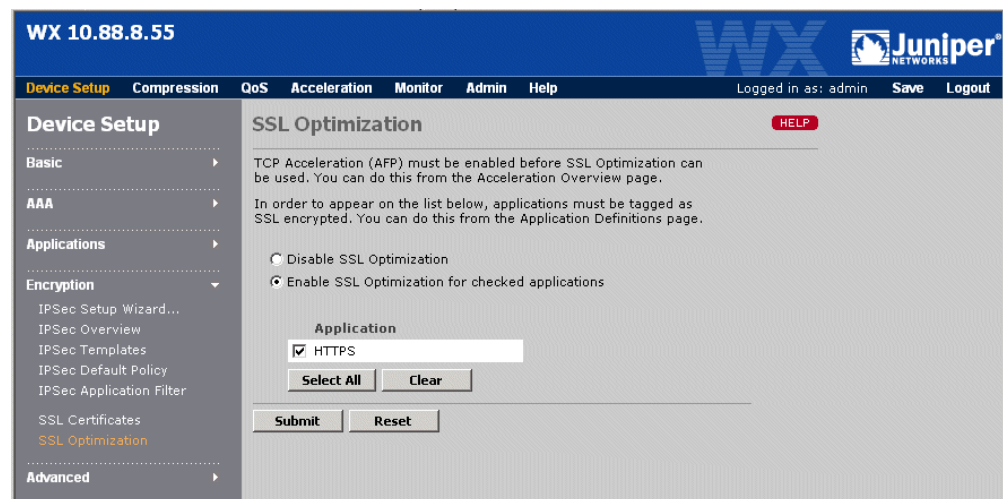 WX 10.88.8.55
WX
Juniper®
NETWORKS
Device Setup Compression QoS Acceleration Monitor Admin Help Logged in as: admin Save Logout
Device Setup
Basic
AAA
Applications
Encryption
IPSec Setup Wizard...
IPSec Overview
IPSec Templates
IPSec Default Policy
IPSec Application Filter
SSL Certificates
SSL Optimization
Advanced
SSL Optimization
HELP
TCP Acceleration (AFP) must be enabled before SSL Optimization can
be used. You can do this from the Acceleration Overview page.
In order to appear on the list below, applications must be tagged as
SSL encrypted. You can do this from the Application Definitions page.
Disable SSL Optimization
Enable SSL Optimization for checked applications
Application
HTTPS
Select All Clear
Submit Reset